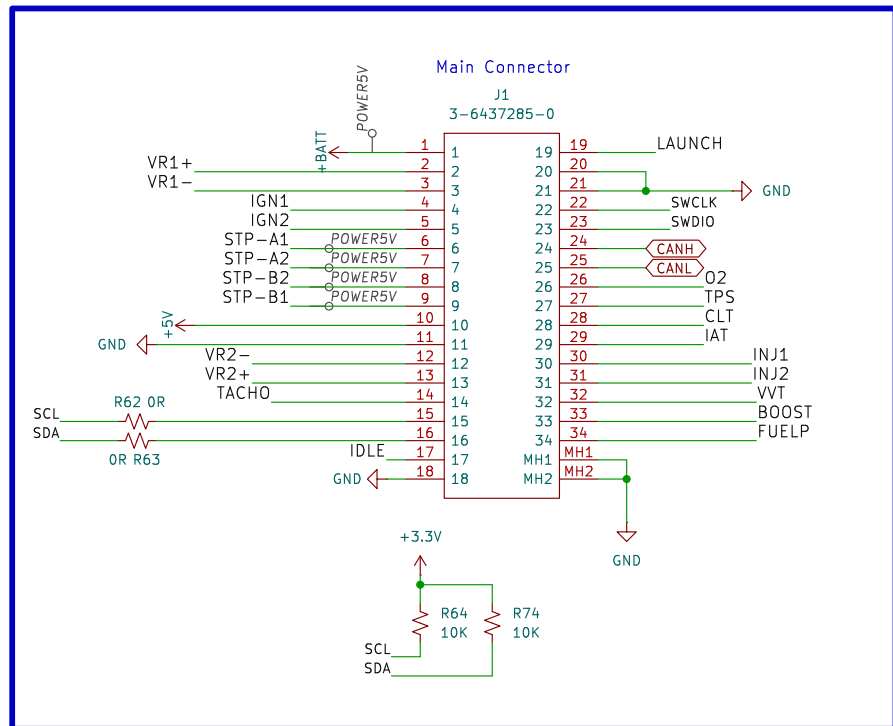 Main Connector
J1
3-6437285-0
POWER5V
+BATT
1 1
VR1+ 2 2
VR1- 3 3
IGN1 4 4
IGN2 5 5
STP-A1 POWER5V 6 6
STP-A2 7 7
STP-B2 POWER5V 8 8
STP-B1 POWER5V 9 9
+5V 10 10
GND 11 11
VR2- 12 12
VR2+ 13 13
TACHO 14 14
SCL R62 0R 15 15
SDA 0R R63 16 16
IDLE 17 17
GND 18 18
19 19 LAUNCH
20 20
21 21 GND
22 22 SWCLK
23 23 SWDIO
24 24 CANH
25 25 CANL
26 26 O2
27 27 TPS
28 28 CLT
29 29 IAT
30 30 INJ1
31 31 INJ2
32 32 VVT
33 33 BOOST
34 34 FUELP
MH1 MH1
MH2 MH2
GND
+3.3V
R64 R74
10K 10K
SCL
SDA